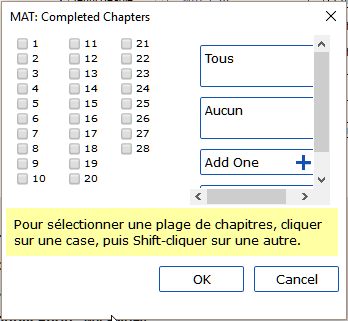 MAT: Completed Chapters
1 11 21
2 12 22
3 13 23
4 14 24
5 15 25
6 16 26
7 17 27
8 18 28
9 19
10 20
Tous
Aucun
Add One
Pour sélectionner une plage de chapitres, cliquer
sur une case, puis Shift-cliquer sur une autre.
OK Cancel